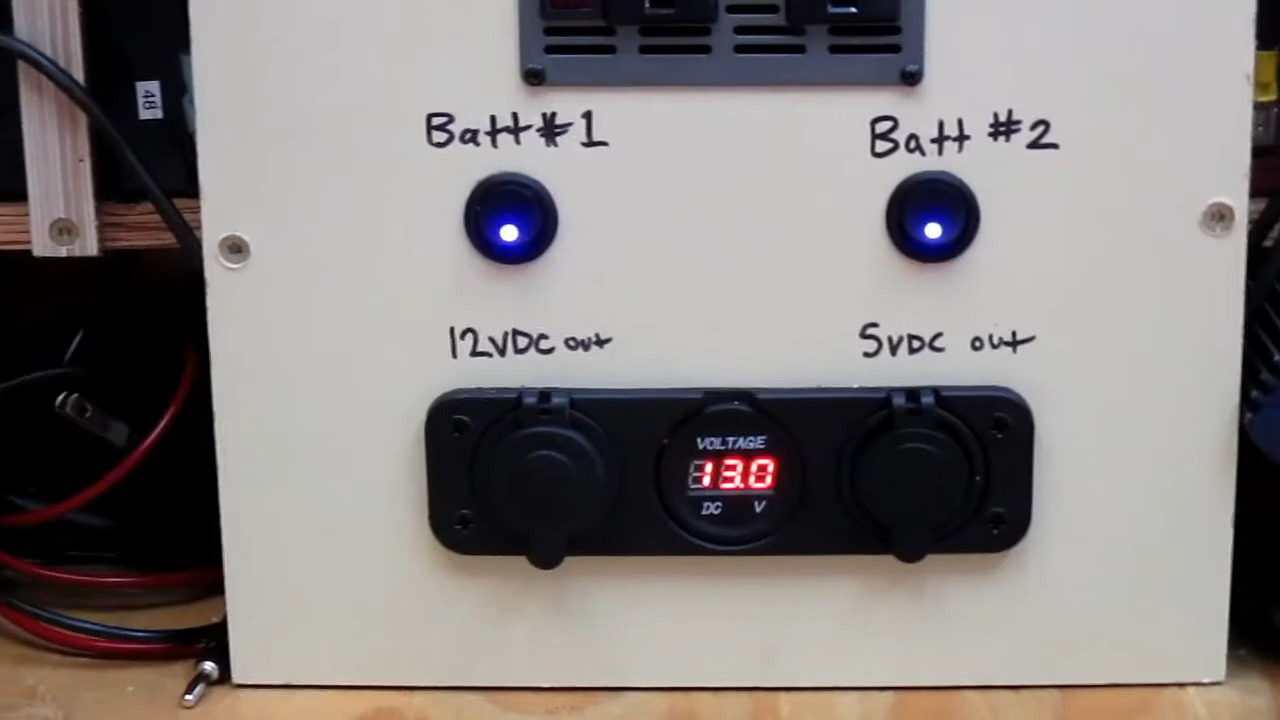 48
Batt #1
Batt #2
12VDC out
5VDC out
VOLTAGE
13.0
DC V